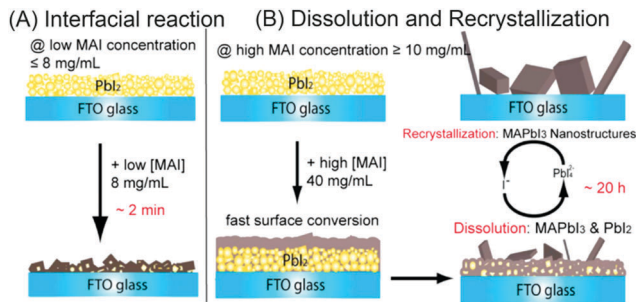 (A) Interfacial reaction
@ low MAI concentration
≤ 8 mg/mL
PbI₂
FTO glass
+ low [MAI]
8 mg/mL
~ 2 min
FTO glass
(B) Dissolution and Recrystallization
@ high MAI concentration ≥ 10 mg/mL
PbI₂
FTO glass
+ high [MAI]
40 mg/mL
fast surface conversion
PbI₂
FTO glass
FTO glass
Recrystallization: MAPbI₃ Nanostructures
I⁻
PbI₄²⁻
~ 20 h
Dissolution: MAPbI₃ & PbI₂
FTO glass